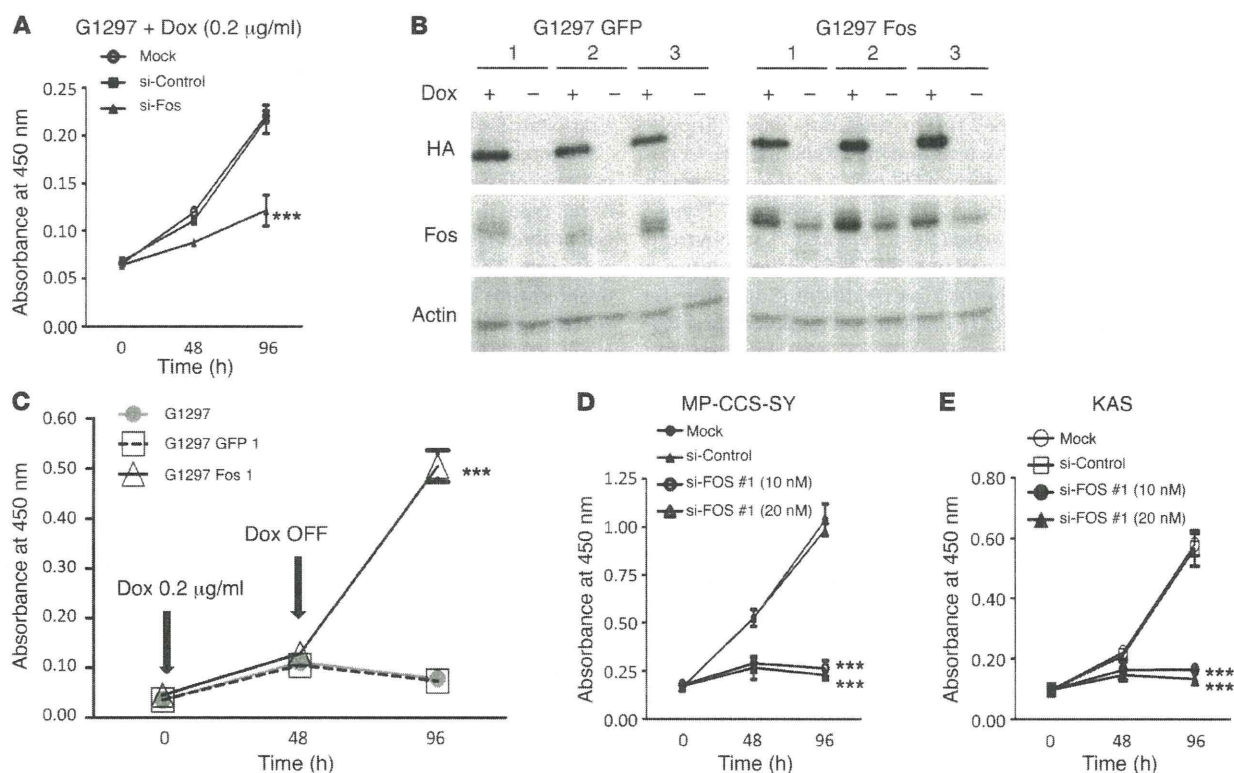 A
G1297 + Dox (0.2 µg/ml)
Mock
si-Control
si-Fos
Absorbance at 450 nm
0.25
0.20
0.15
0.10
0.05
0.00
***
0 48 96
Time (h)
B
G1297 GFP
G1297 Fos
1 2 3 1 2 3
Dox + − + − + − + − + − + −
HA
Fos
Actin
C
G1297
G1297 GFP 1
G1297 Fos 1
Absorbance at 450 nm
0.60
0.50
0.40
0.30
0.20
0.10
0.00
Dox 0.2 µg/ml
Dox OFF
***
0 48 96
Time (h)
D
MP-CCS-SY
Mock
si-Control
si-FOS #1 (10 nM)
si-FOS #1 (20 nM)
Absorbance at 450 nm
1.25
1.00
0.75
0.50
0.25
0.00
***
***
0 48 96
Time (h)
E
KAS
Mock
si-Control
si-FOS #1 (10 nM)
si-FOS #1 (20 nM)
Absorbance at 450 nm
0.80
0.60
0.40
0.20
0.00
***
***
0 48 96
Time (h)